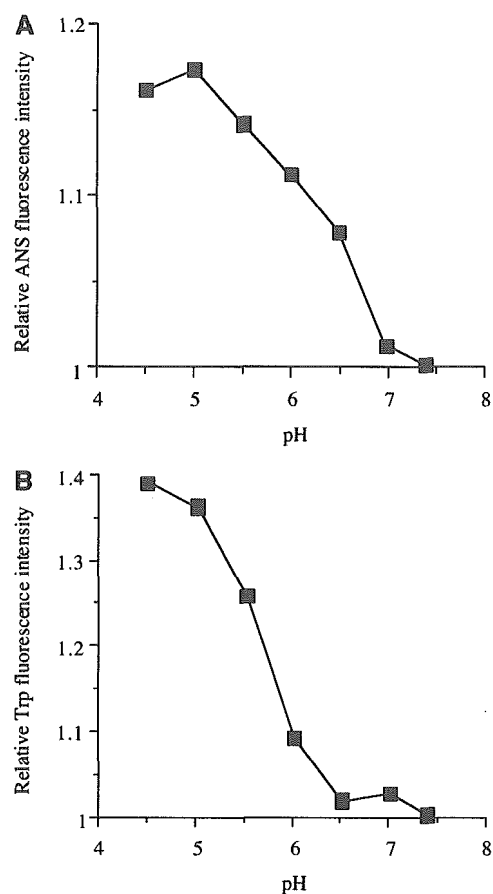 A
Relative ANS fluorescence intensity
1.2
1.1
1
4 5 6 7 8
pH
B
Relative Trp fluorescence intensity
1.4
1.3
1.2
1.1
1
4 5 6 7 8
pH